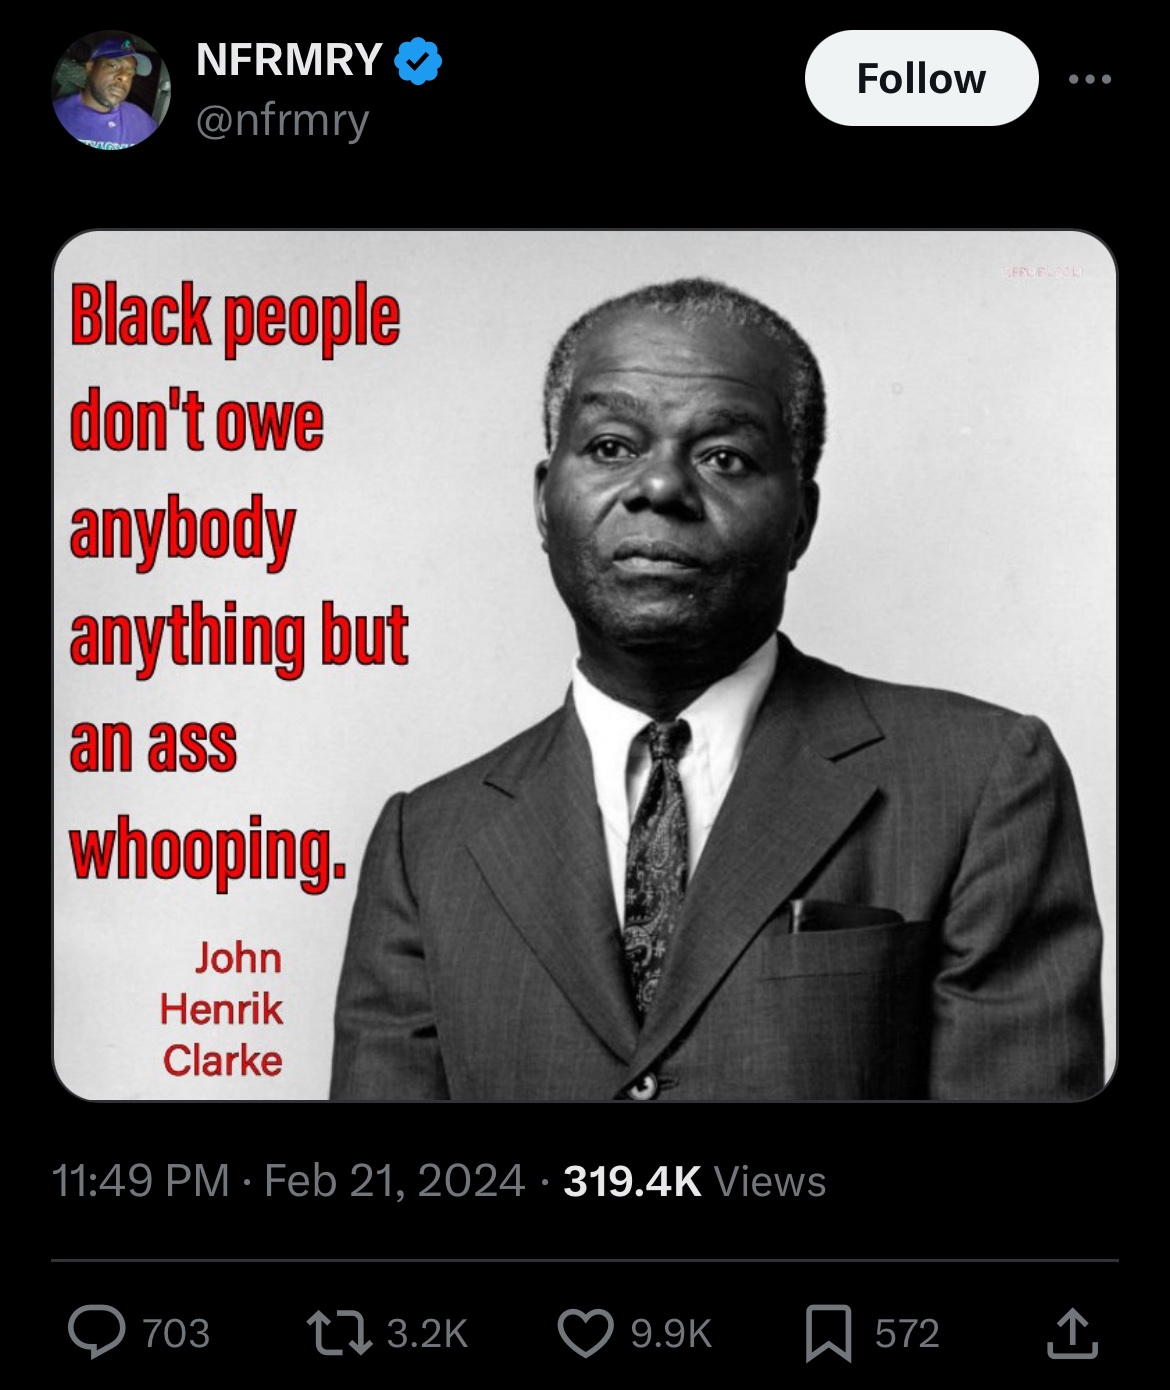 NFRMRY
@nfrmry
Follow
Black people
don't owe
anybody
anything but
an ass
whooping.
John
Henrik
Clarke
11:49 PM · Feb 21, 2024 · 319.4K Views
703 3.2K 9.9K 572